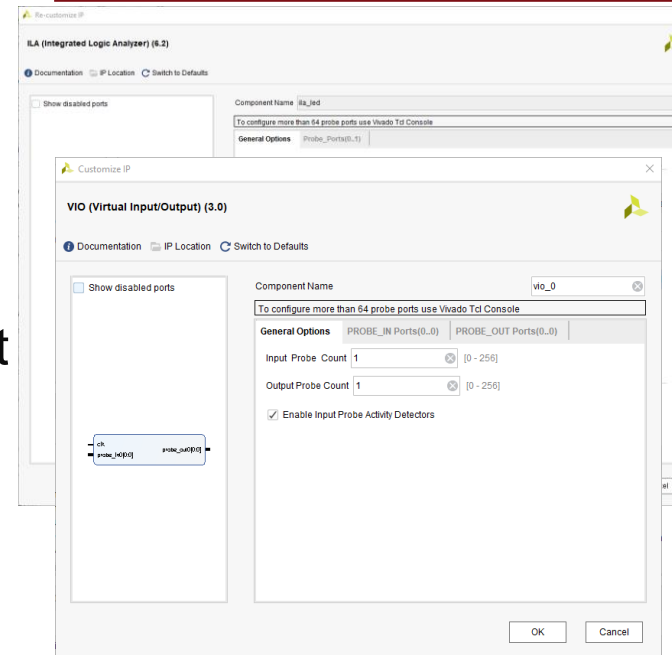 Re-customize IP
ILA (Integrated Logic Analyzer) (6.2)
Documentation IP Location Switch to Defaults
Show disabled ports
Component Name ila_led
To configure more than 64 probe ports use Vivado Tcl Console
General Options Probe_Ports(0..1)
Customize IP
VIO (Virtual Input/Output) (3.0)
Documentation IP Location Switch to Defaults
Show disabled ports
Component Name vio_0
To configure more than 64 probe ports use Vivado Tcl Console
General Options PROBE_IN Ports(0..0) PROBE_OUT Ports(0..0)
Input Probe Count 1 [0 - 256]
Output Probe Count 1 [0 - 256]
Enable Input Probe Activity Detectors
t
clk
probe_in0[0:0] probe_out0[0:0]
el
OK Cancel